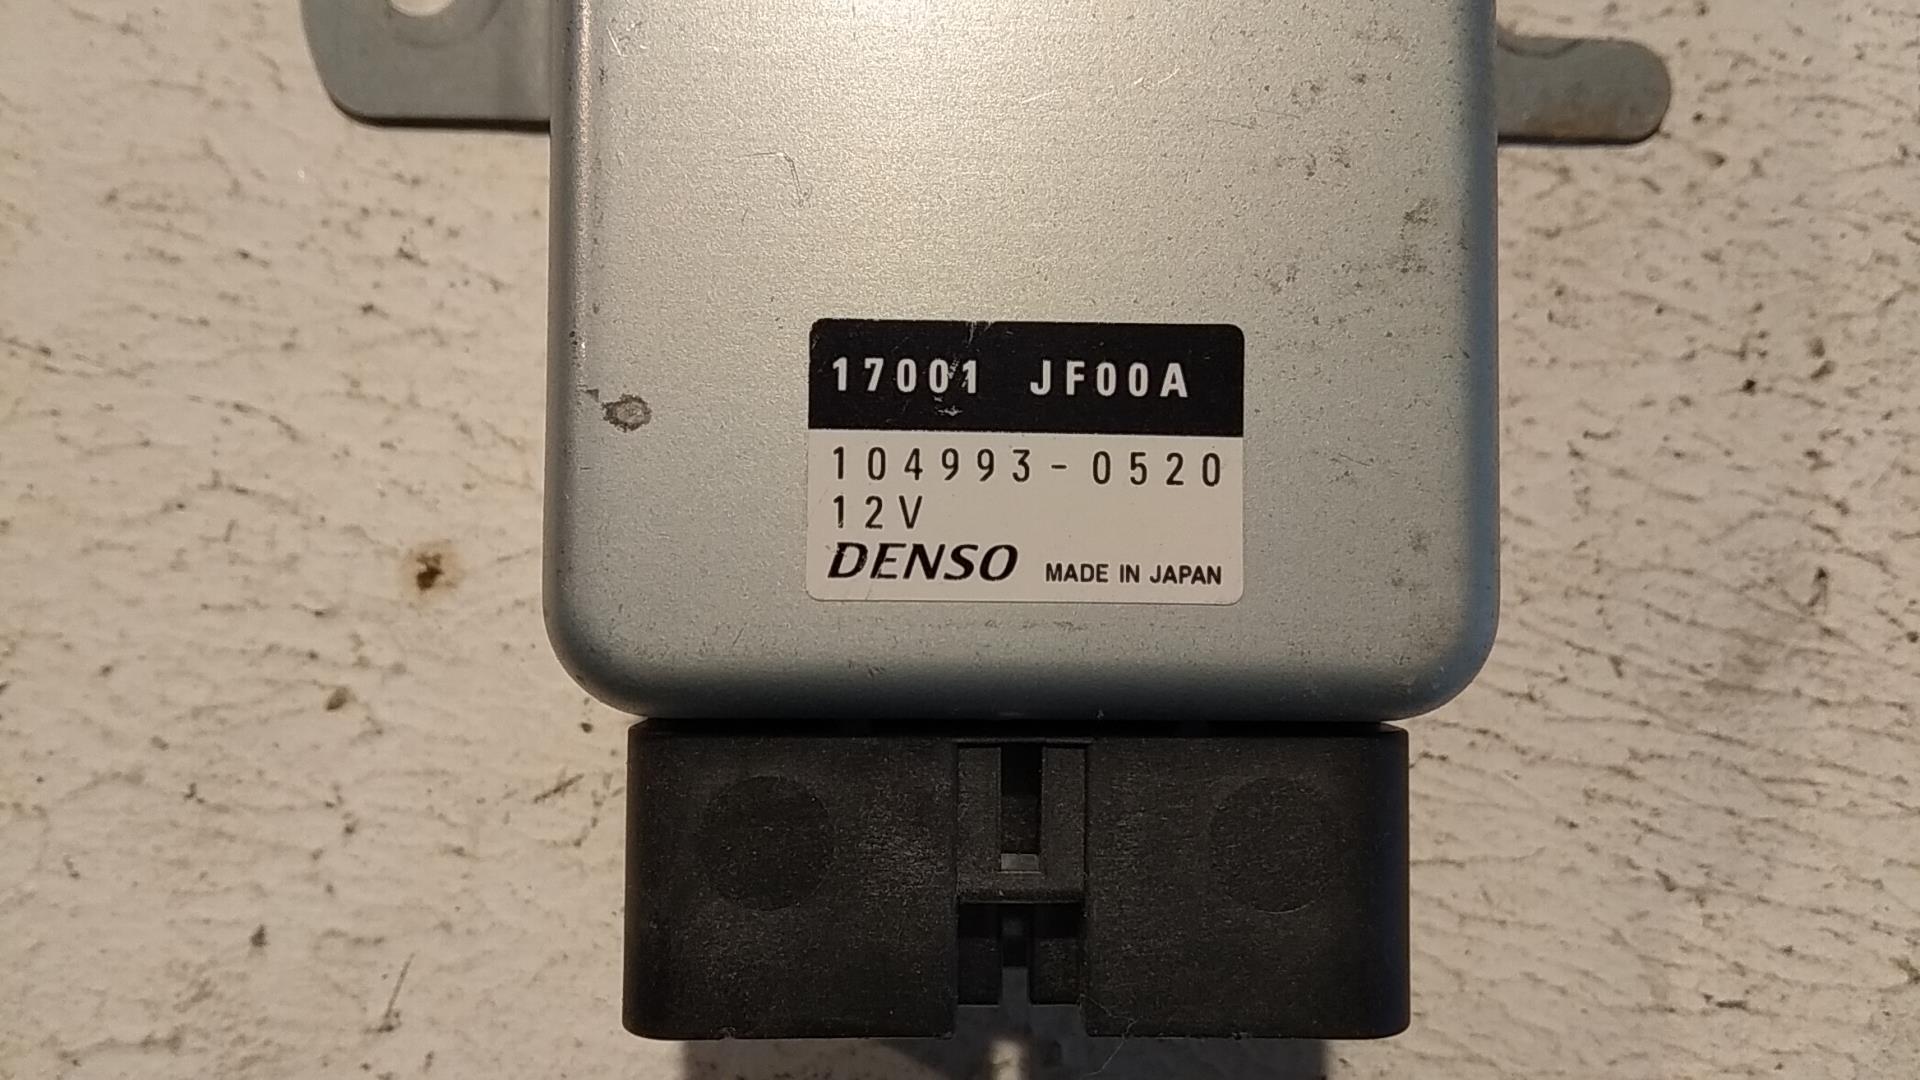 17001 JF00A
104993-0520
12V
DENSO MADE IN JAPAN